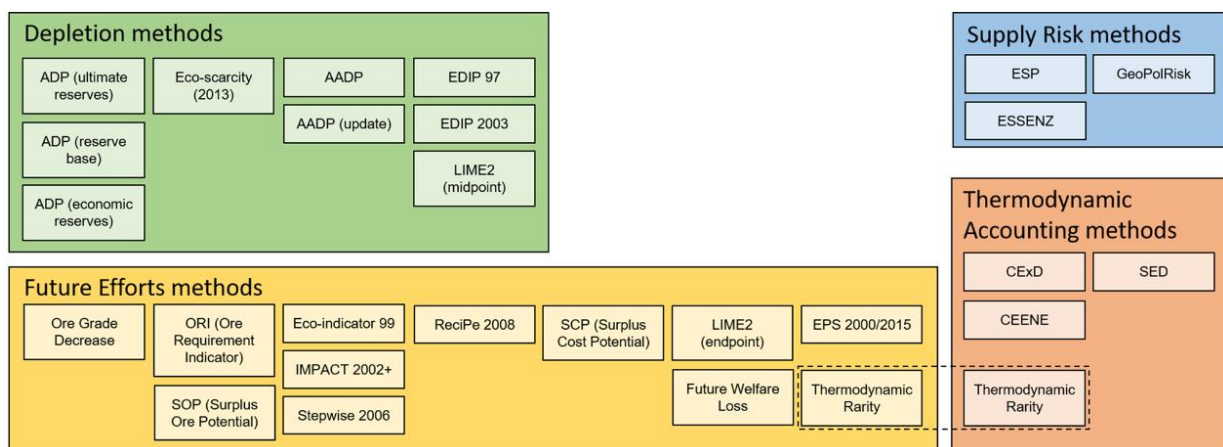 Depletion methods
ADP (ultimate
reserves)
ADP (reserve
base)
ADP (economic
reserves)
Eco-scarcity
(2013)
AADP
AADP (update)
EDIP 97
EDIP 2003
LIME2
(midpoint)
Supply Risk methods
ESP
GeoPolRisk
ESSENZ
Future Efforts methods
Ore Grade
Decrease
ORI (Ore
Requirement
Indicator)
SOP (Surplus
Ore Potential)
Eco-indicator 99
IMPACT 2002+
Stepwise 2006
ReciPe 2008
SCP (Surplus
Cost Potential)
LIME2
(endpoint)
Future Welfare
Loss
EPS 2000/2015
Thermodynamic
Rarity
Thermodynamic
Accounting methods
CExD
SED
CEENE
Thermodynamic
Rarity